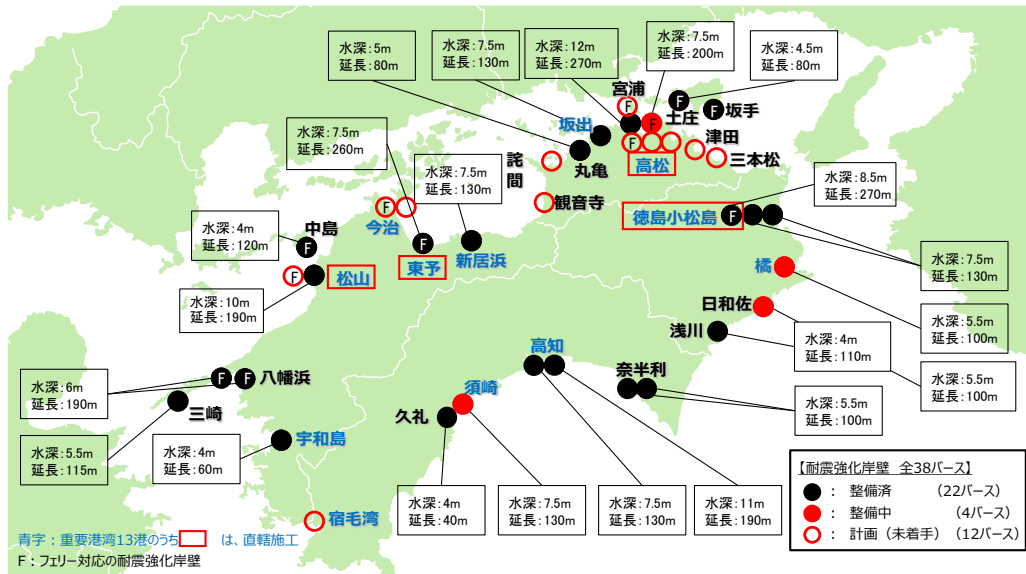 水深:5m
延長:80m
水深:7.5m
延長:130m
水深:12m
延長:270m
水深:7.5m
延長:200m
水深:4.5m
延長:80m
宮浦
F
F
土庄
F
坂手
F
坂出
丸亀
F
高松
津田
三本松
詫間
観音寺
水深:7.5m
延長:260m
水深:7.5m
延長:130m
水深:8.5m
延長:270m
徳島小松島
F
F
今治
水深:4m
延長:120m
中島
F
F
東予
新居浜
水深:7.5m
延長:130m
F
松山
橘
水深:10m
延長:190m
日和佐
水深:5.5m
延長:100m
浅川
水深:4m
延長:110m
高知
奈半利
水深:6m
延長:190m
F
F
八幡浜
水深:5.5m
延長:100m
須崎
三崎
久礼
水深:5.5m
延長:100m
水深:5.5m
延長:115m
水深:4m
延長:60m
宇和島
水深:4m
延長:40m
水深:7.5m
延長:130m
水深:7.5m
延長:130m
水深:11m
延長:190m
宿毛湾
【耐震強化岸壁 全38バース】
: 整備済 (22バース)
: 整備中 (4バース)
: 計画(未着手) (12バース)
青字:重要港湾13港のうち は、直轄施工
F:フェリー対応の耐震強化岸壁